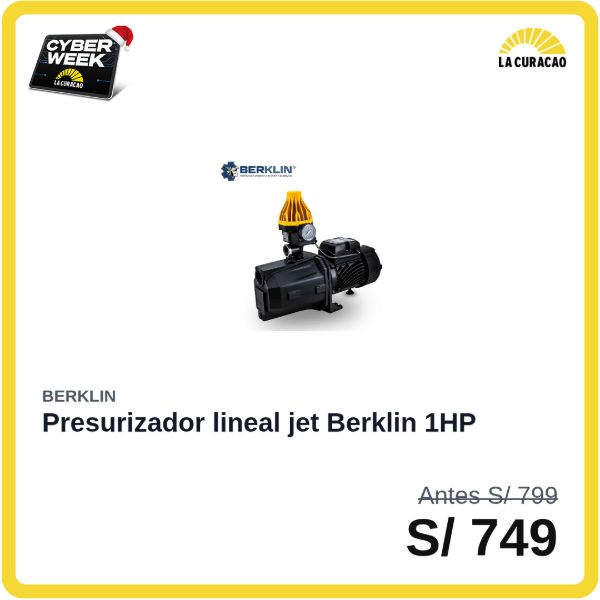 CYBER
WEEK
LA CURACAO
LA CURACAO
BERKLIN®
BERKLIN
Presurizador lineal jet Berklin 1HP
Antes S/ 799
S/ 749